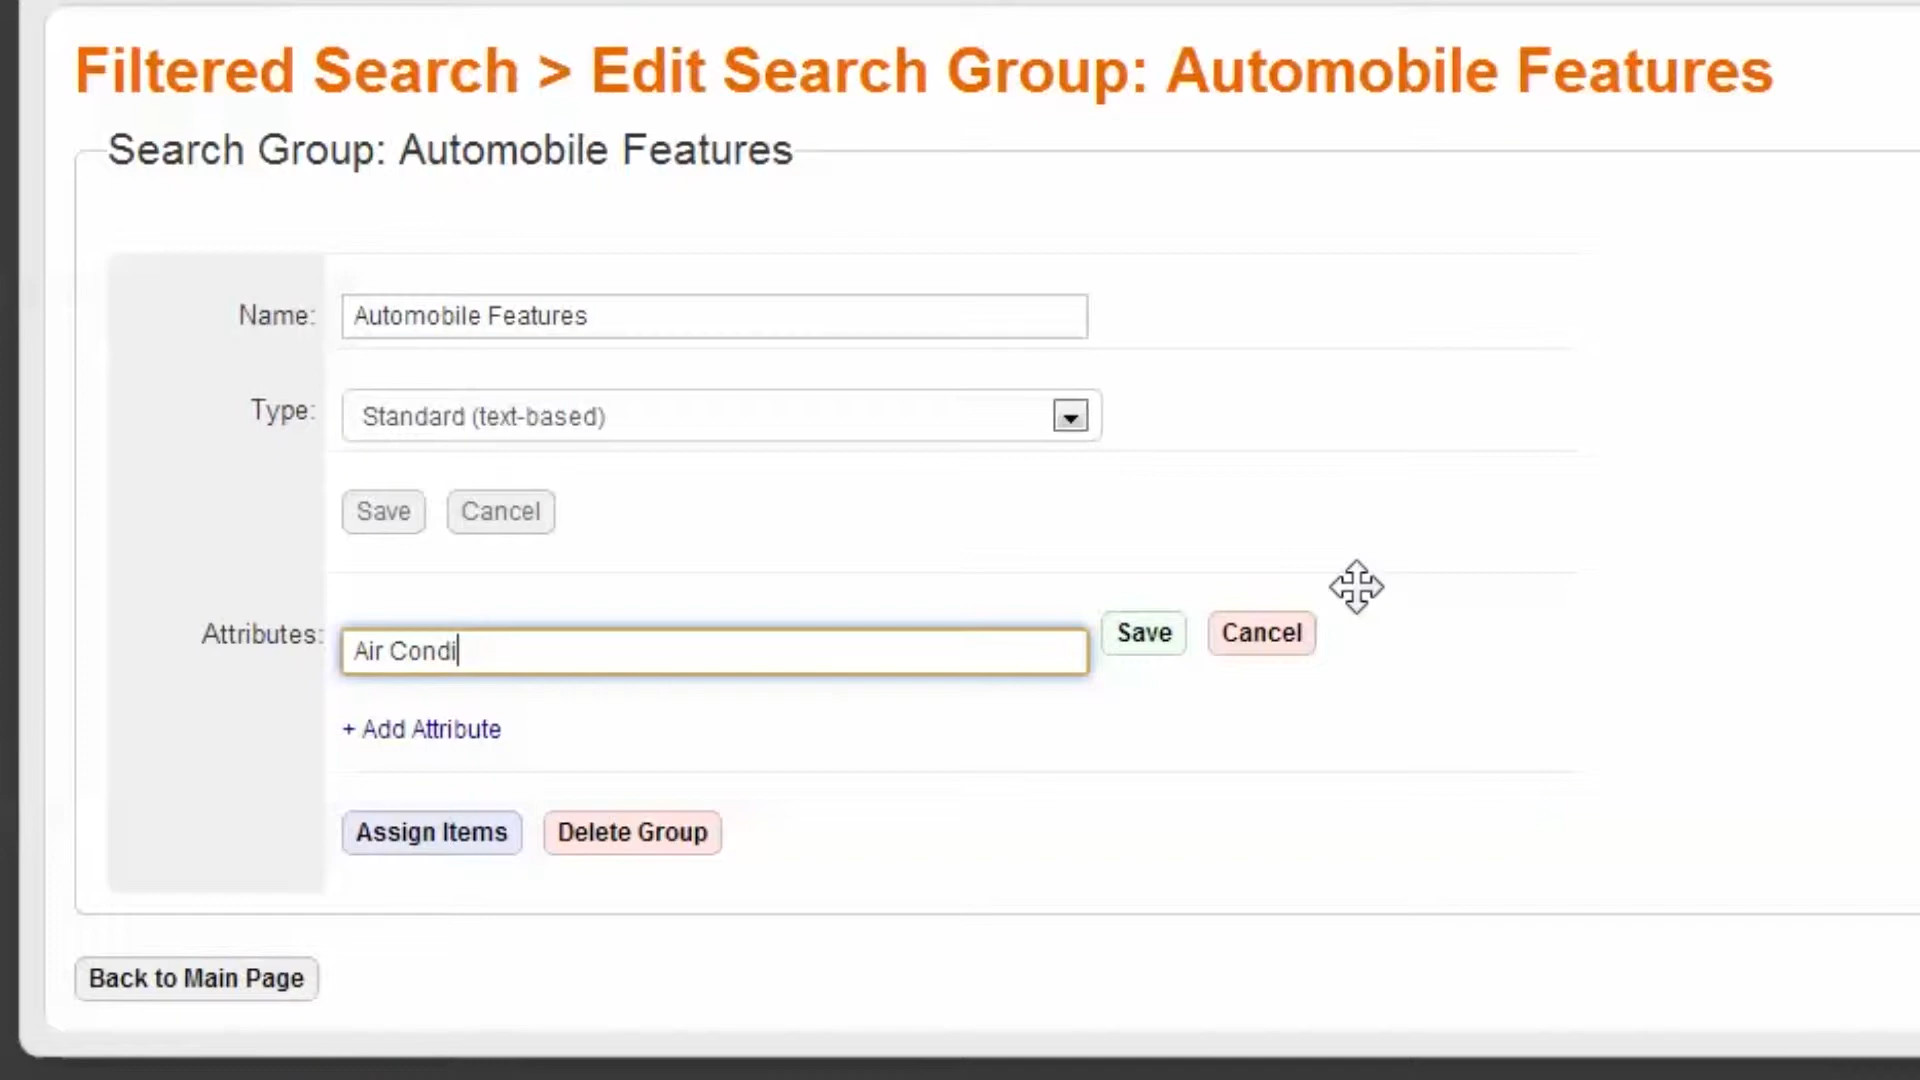 Filtered Search > Edit Search Group: Automobile Features
Search Group: Automobile Features
Name: Automobile Features
Type: Standard (text-based)
Save Cancel
Attributes: Air Condi Save Cancel
+ Add Attribute
Assign Items Delete Group
Back to Main Page